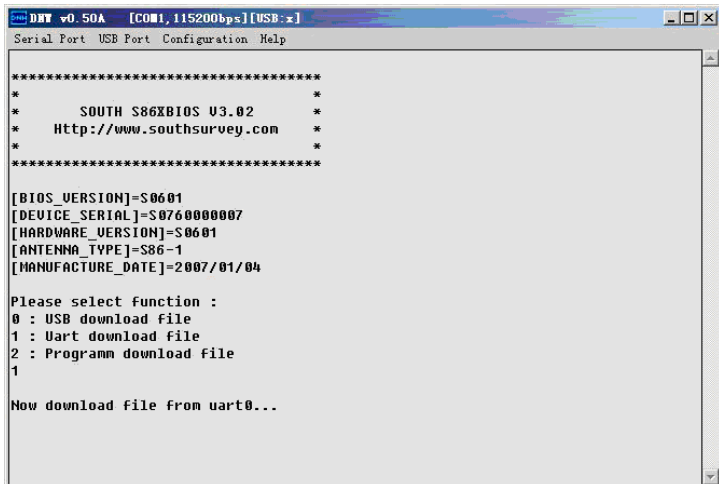 DNW v0.50A [COM1,115200bps][USB:x]
Serial Port USB Port Configuration Help
*************************************
* *
* SOUTH S86XBIOS V3.02 *
* Http://www.southsurvey.com *
* *
*************************************
[BIOS_VERSION]=S0601
[DEVICE_SERIAL]=S0760000007
[HARDWARE_VERSION]=S0601
[ANTENNA_TYPE]=S86-1
[MANUFACTURE_DATE]=2007/01/04
Please select function :
0 : USB download file
1 : Uart download file
2 : Programm download file
1
Now download file from uart0...